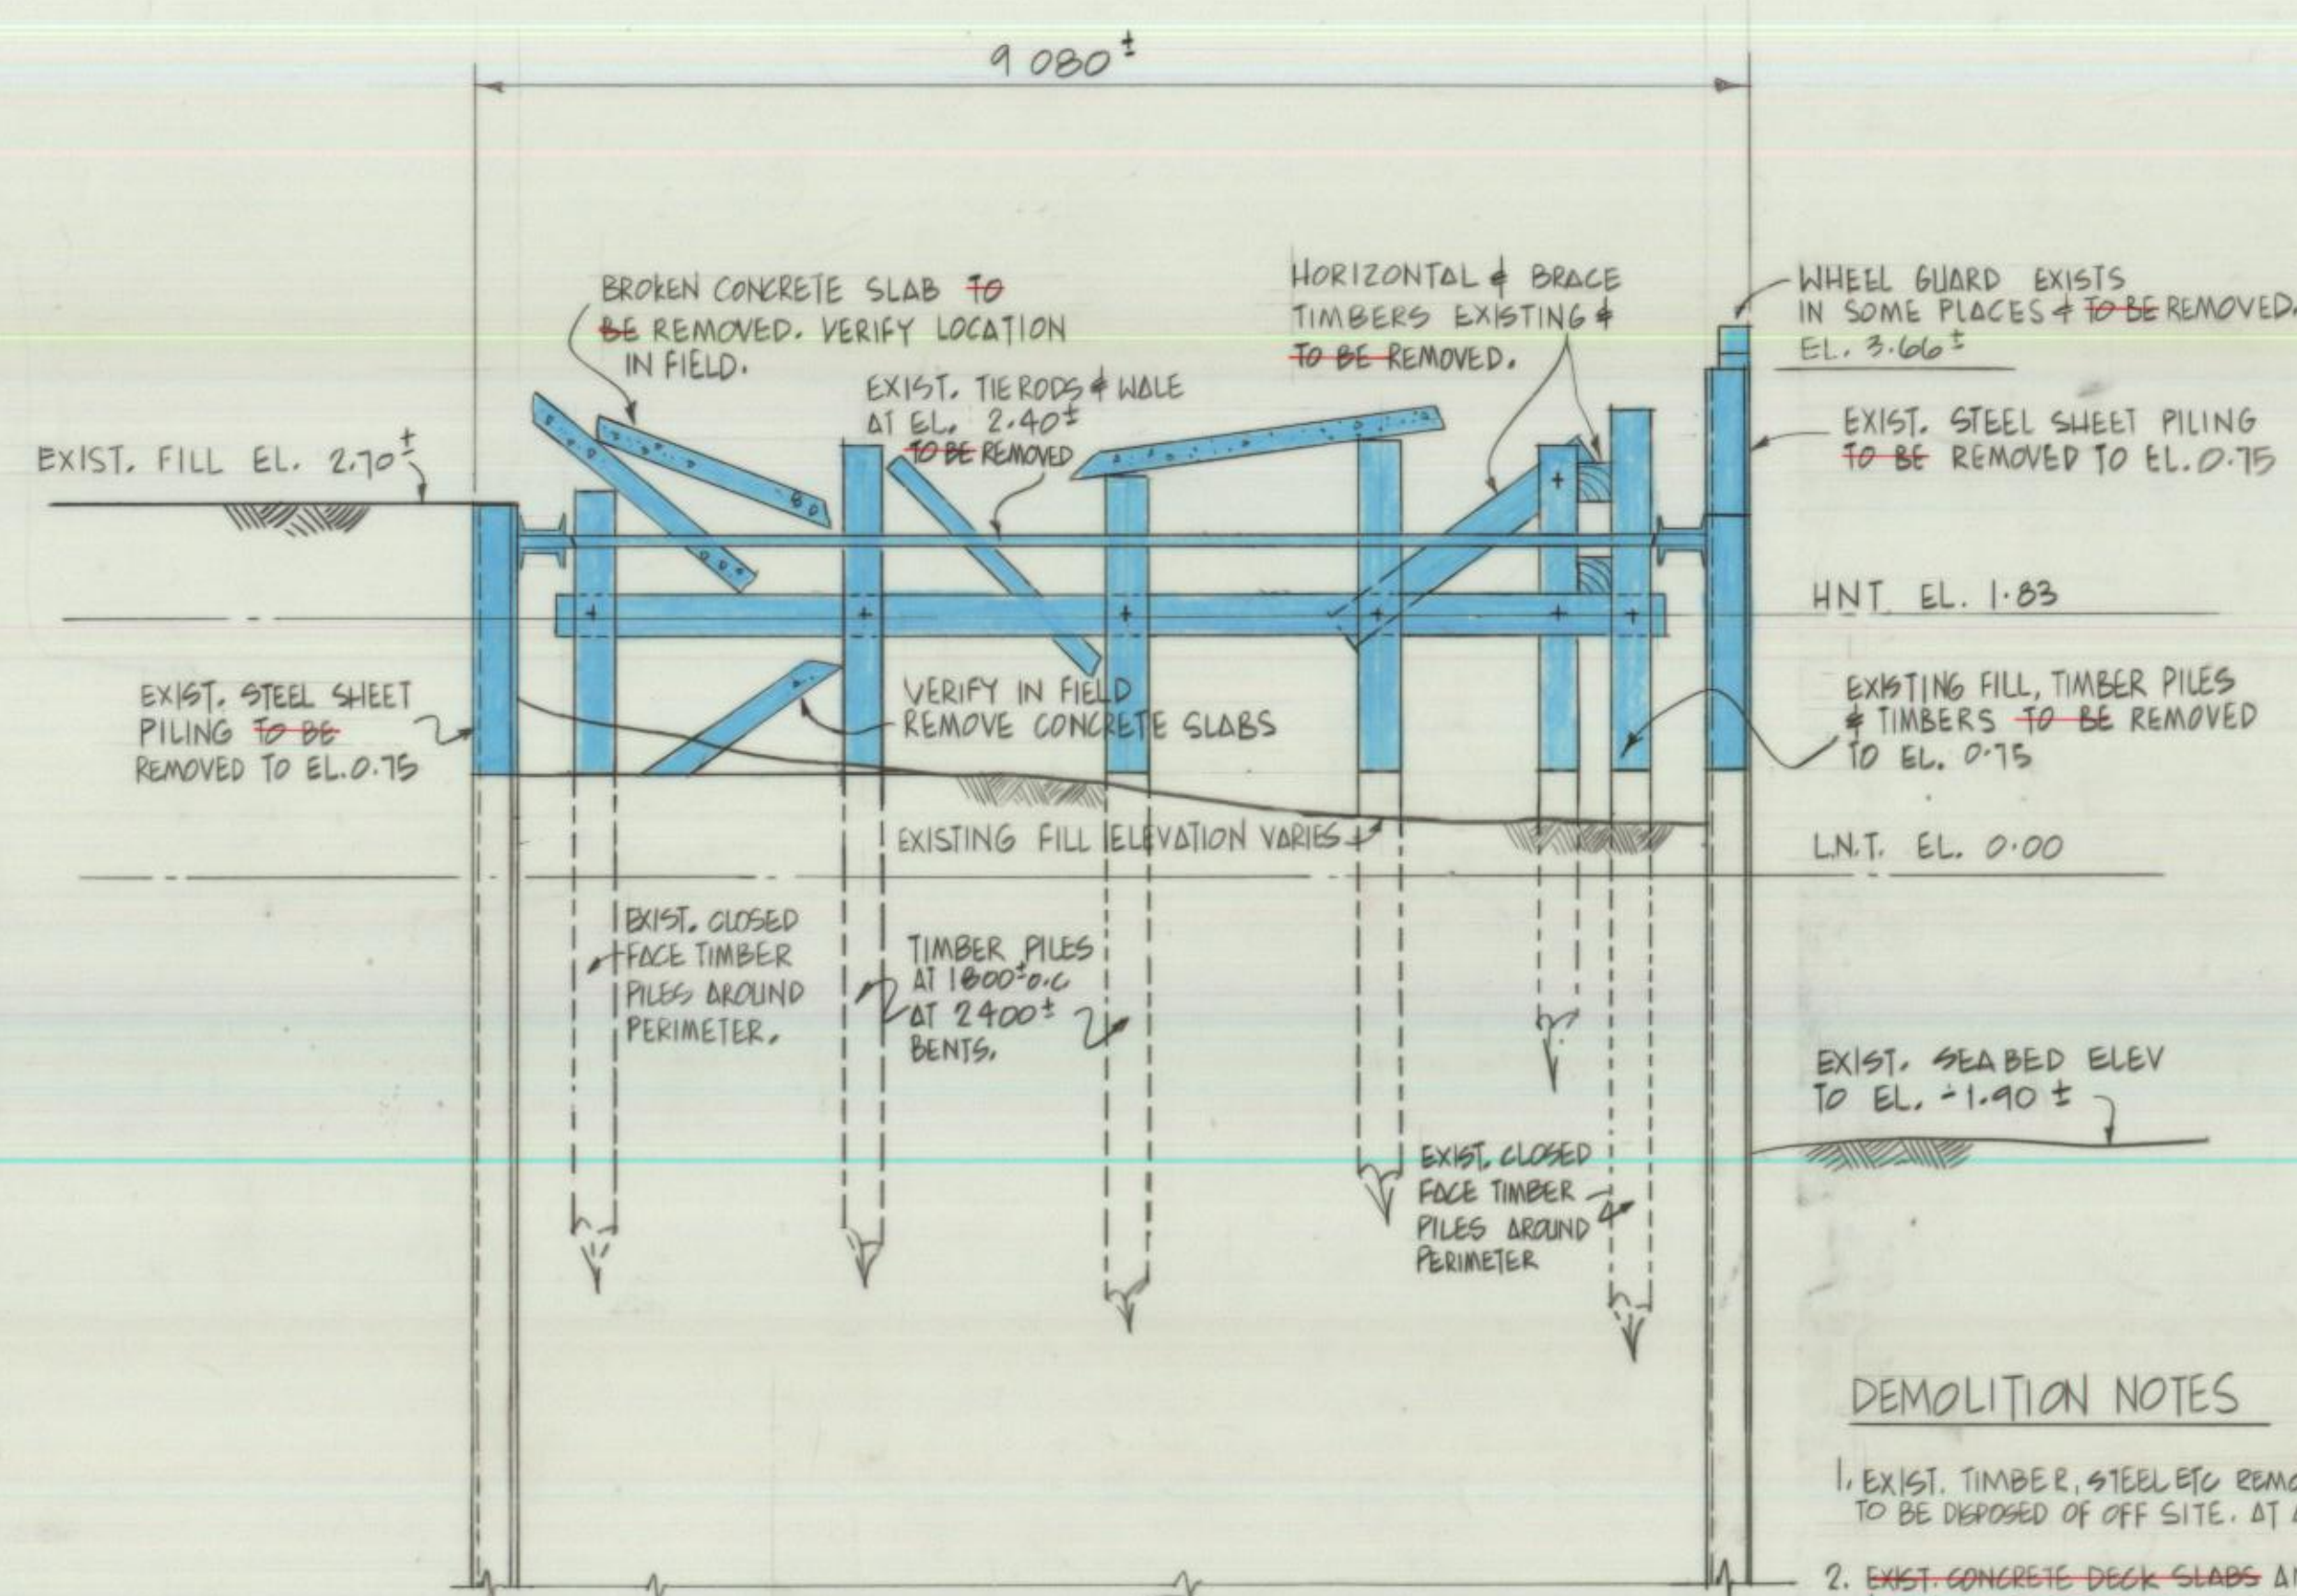 9 080±
BROKEN CONCRETE SLAB TO
BE REMOVED. VERIFY LOCATION
IN FIELD.
EXIST. TIE RODS & WALE
AT EL. 2.40±
TO BE REMOVED
HORIZONTAL & BRACE
TIMBERS EXISTING &
TO BE REMOVED.
WHEEL GUARD EXISTS
IN SOME PLACES & TO BE REMOVED.
EL. 3.66±
EXIST. STEEL SHEET PILING
TO BE REMOVED TO EL. 0.75
EXIST. FILL EL. 2.70±
HNT EL. 1.83
EXIST. STEEL SHEET
PILING TO BE
REMOVED TO EL. 0.75
VERIFY IN FIELD
REMOVE CONCRETE SLABS
EXISTING FILL, TIMBER PILES
& TIMBERS TO BE REMOVED
TO EL. 0.75
EXISTING FILL ELEVATION VARIES
L.N.T. EL. 0.00
EXIST. CLOSED
FACE TIMBER
PILES AROUND
PERIMETER.
TIMBER PILES
AT 1800± O.C
AT 2400±
BENTS.
EXIST. SEABED ELEV
TO EL. -1.90 ±
EXIST. CLOSED
FACE TIMBER
PILES AROUND
PERIMETER
DEMOLITION NOTES
1. EXIST. TIMBER, STEEL ETC REMO
TO BE DISPOSED OF OFF SITE. AT
2. EXIST. CONCRETE DECK SLABS